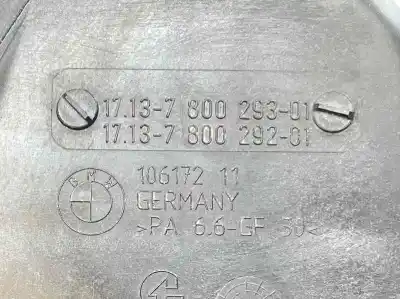 17.13-7 800 293-01
17.13-7 800 292-01
BMW
106172 11
GERMANY
>PA 6.6-GF 30<